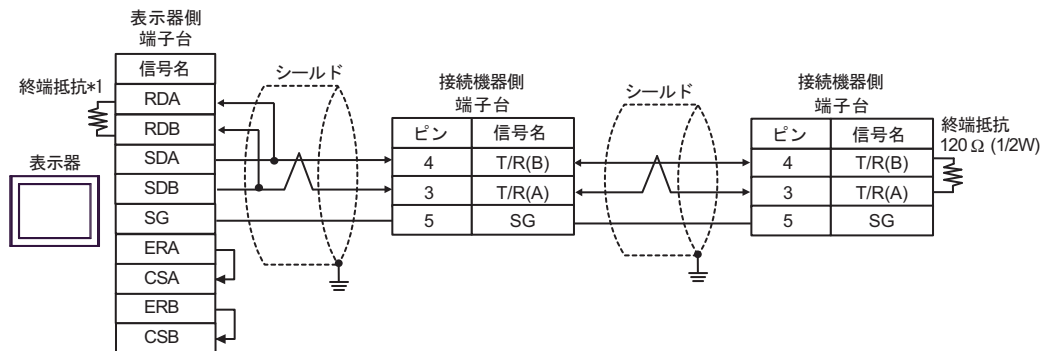 表示器側
端子台
信号名
RDA
RDB
SDA
SDB
SG
ERA
CSA
ERB
CSB
終端抵抗*1
表示器
シールド
接続機器側
端子台
ピン 信号名
4 T/R(B)
3 T/R(A)
5 SG
シールド
接続機器側
端子台
ピン 信号名
4 T/R(B)
3 T/R(A)
5 SG
終端抵抗
120Ω (1/2W)